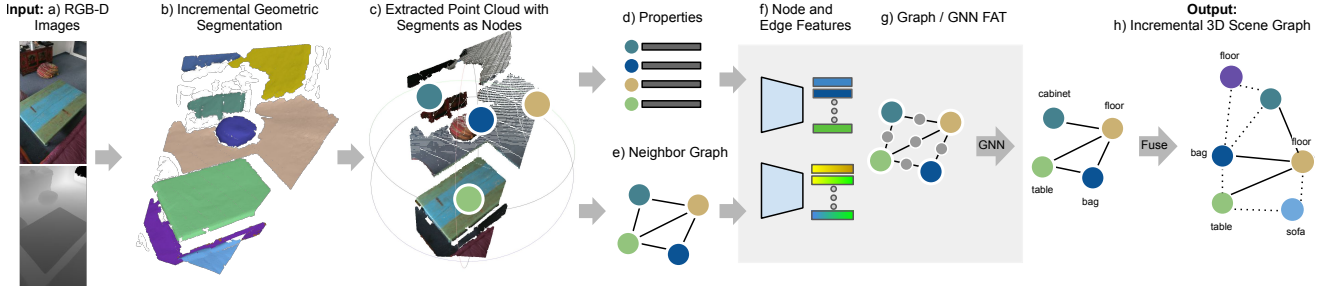 Input: a) RGB-D
Images
b) Incremental Geometric
Segmentation
c) Extracted Point Cloud with
Segments as Nodes
d) Properties
e) Neighbor Graph
f) Node and
Edge Features
g) Graph / GNN FAT
GNN
cabinet
floor
table
bag
Fuse
Output:
h) Incremental 3D Scene Graph
floor
floor
bag
table
sofa